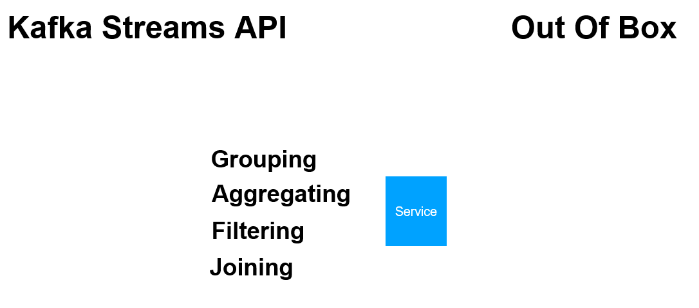 Kafka Streams API
Out Of Box
Grouping
Aggregating
Service
Filtering
Joining